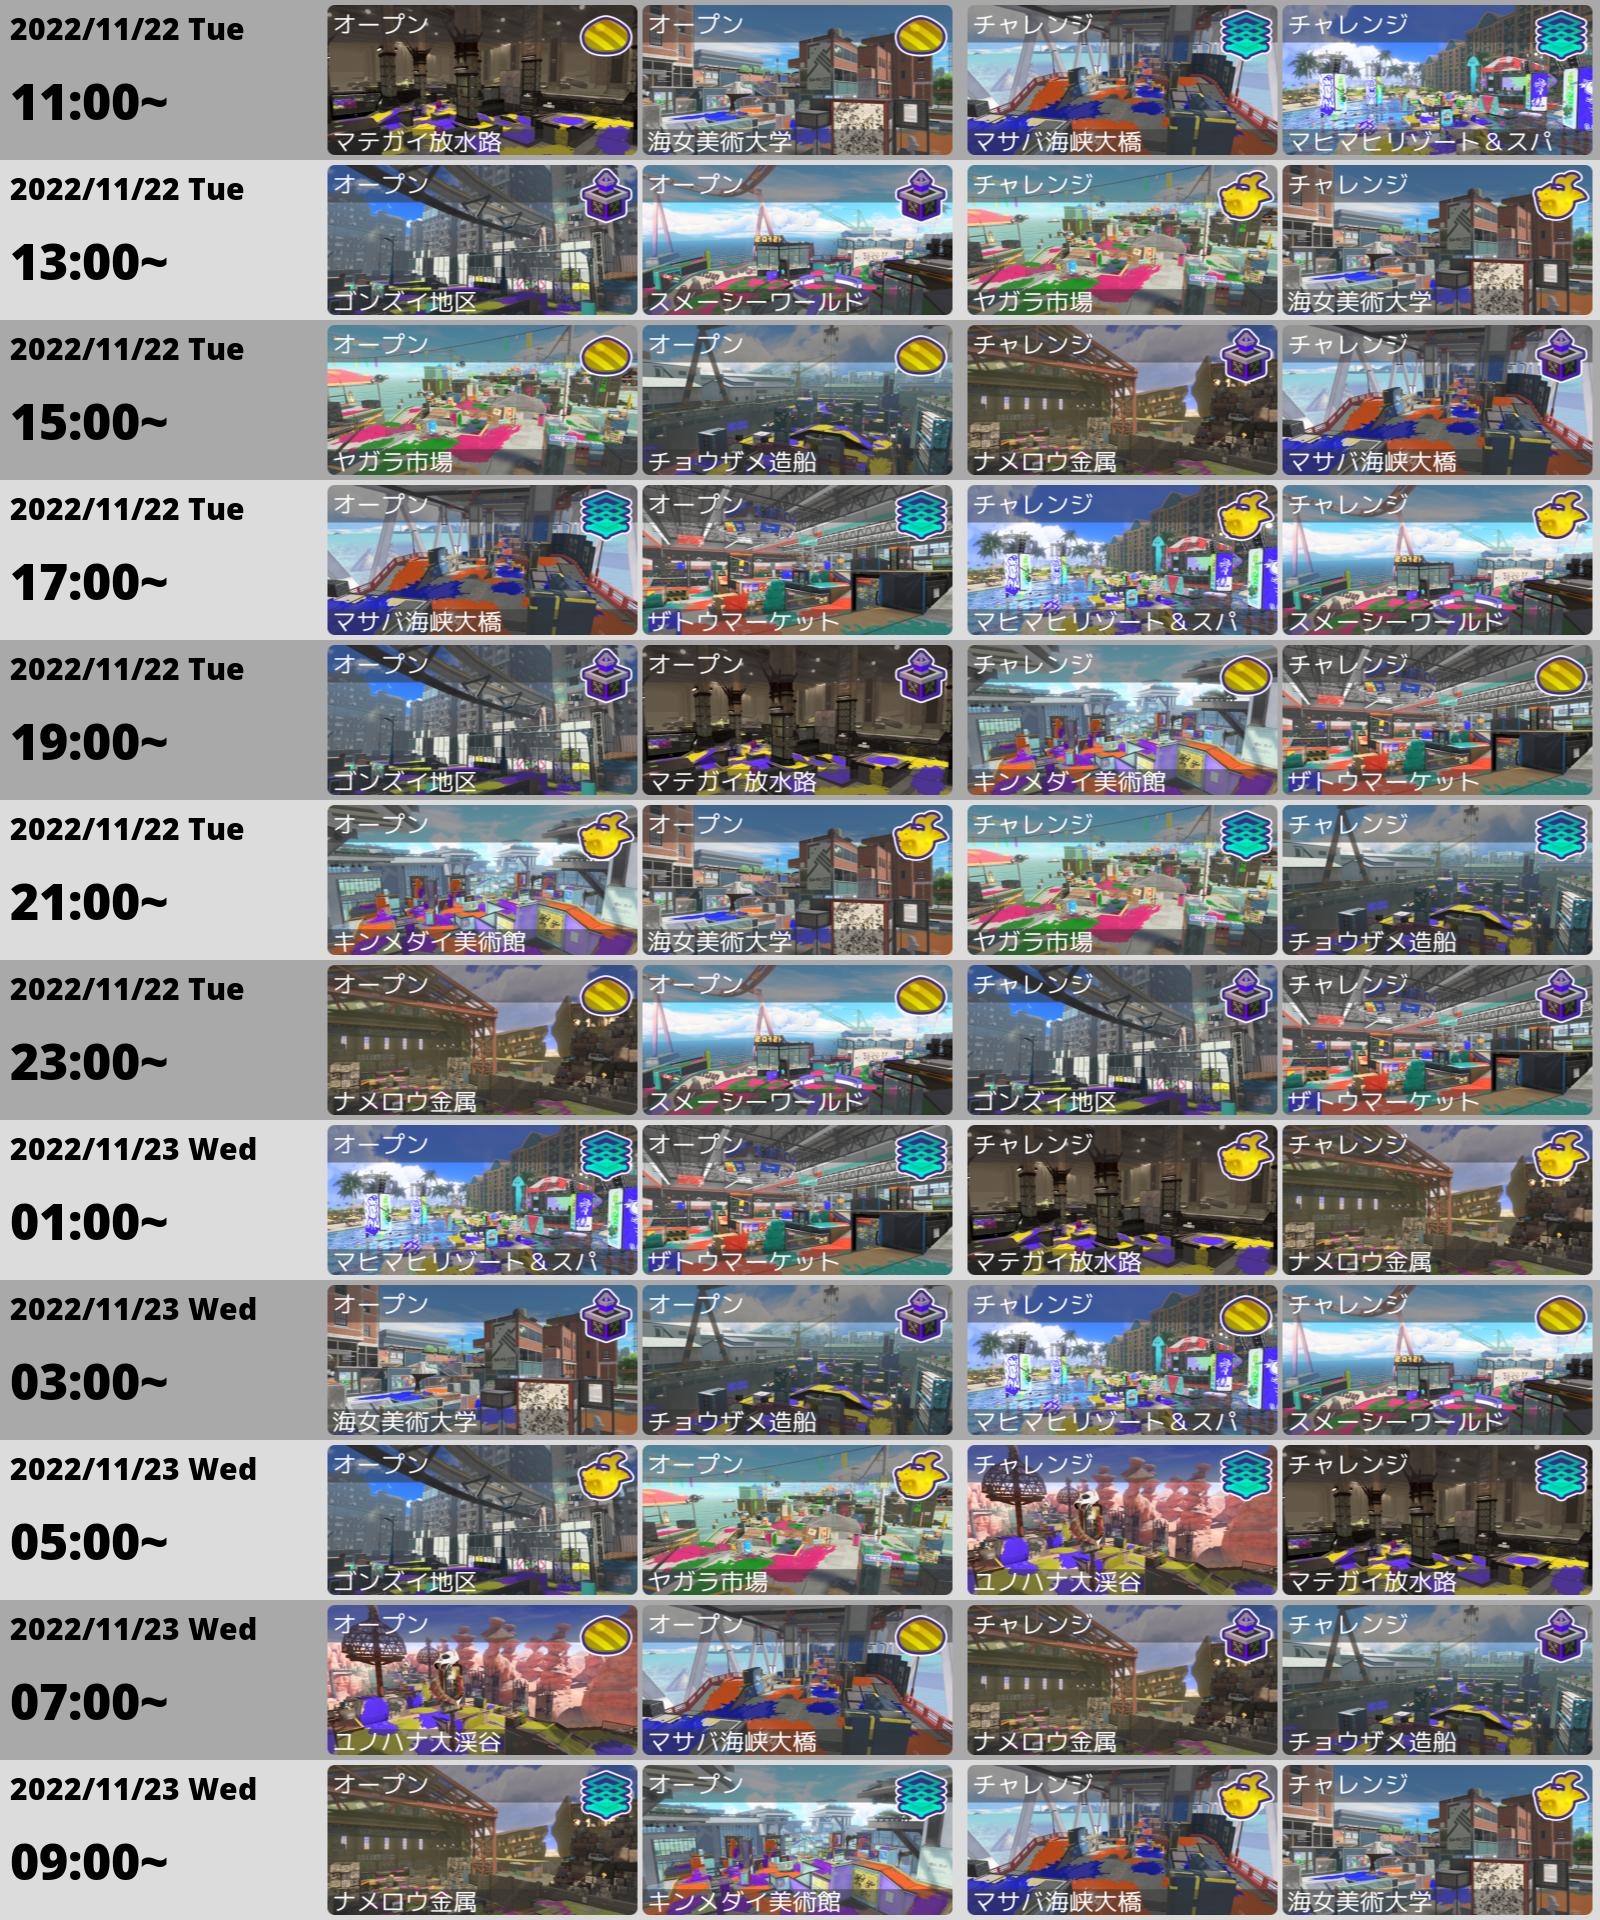 2022/11/22 Tue
11:00~
オープン
マテガイ放水路
オープン
海女美術大学
チャレンジ
マサバ海峡大橋
チャレンジ
マヒマヒリゾート&スパ
2022/11/22 Tue
13:00~
オープン
ゴンズイ地区
オープン
スメーシーワールド
チャレンジ
ヤガラ市場
チャレンジ
海女美術大学
2022/11/22 Tue
15:00~
オープン
ヤガラ市場
オープン
チョウザメ造船
チャレンジ
ナメロウ金属
チャレンジ
マサバ海峡大橋
2022/11/22 Tue
17:00~
オープン
マサバ海峡大橋
オープン
ザトウマーケット
チャレンジ
マヒマヒリゾート&スパ
チャレンジ
スメーシーワールド
2022/11/22 Tue
19:00~
オープン
ゴンズイ地区
オープン
マテガイ放水路
チャレンジ
キンメダイ美術館
チャレンジ
ザトウマーケット
2022/11/22 Tue
21:00~
オープン
キンメダイ美術館
オープン
海女美術大学
チャレンジ
ヤガラ市場
チャレンジ
チョウザメ造船
2022/11/22 Tue
23:00~
オープン
ナメロウ金属
オープン
スメーシーワールド
チャレンジ
ゴンズイ地区
チャレンジ
ザトウマーケット
2022/11/23 Wed
01:00~
オープン
マヒマヒリゾート&スパ
オープン
ザトウマーケット
チャレンジ
マテガイ放水路
チャレンジ
ナメロウ金属
2022/11/23 Wed
03:00~
オープン
海女美術大学
オープン
チョウザメ造船
チャレンジ
マヒマヒリゾート&スパ
チャレンジ
スメーシーワールド
2022/11/23 Wed
05:00~
オープン
ゴンズイ地区
オープン
ヤガラ市場
チャレンジ
ユノハナ大渓谷
チャレンジ
マテガイ放水路
2022/11/23 Wed
07:00~
オープン
ユノハナ大渓谷
オープン
マサバ海峡大橋
チャレンジ
ナメロウ金属
チャレンジ
チョウザメ造船
2022/11/23 Wed
09:00~
オープン
ナメロウ金属
オープン
キンメダイ美術館
チャレンジ
マサバ海峡大橋
チャレンジ
海女美術大学